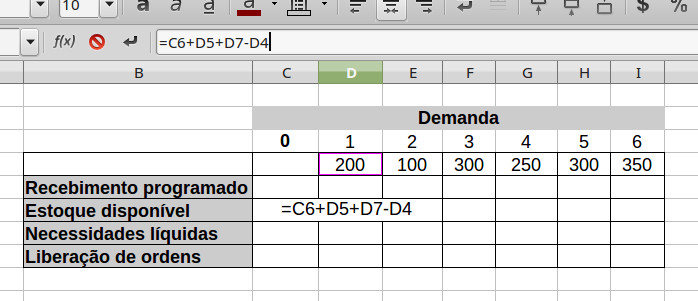 10 a a a a $ %
f(x) =C6+D5+D7-D4
B C D E F G H I
Demanda
0 1 2 3 4 5 6
200 100 300 250 300 350
Recebimento programado
Estoque disponível =C6+D5+D7-D4
Necessidades líquidas
Liberação de ordens